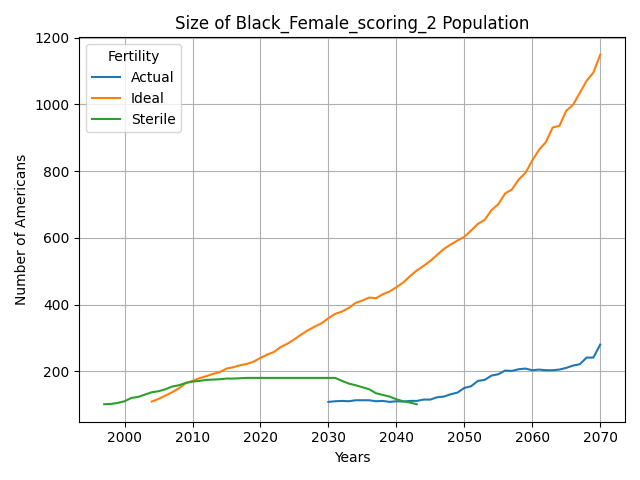 Size of Black_Female_scoring_2 Population
Fertility
Actual
Ideal
Sterile
Number of Americans
1200
1000
800
600
400
200
2000 2010 2020 2030 2040 2050 2060 2070
Years